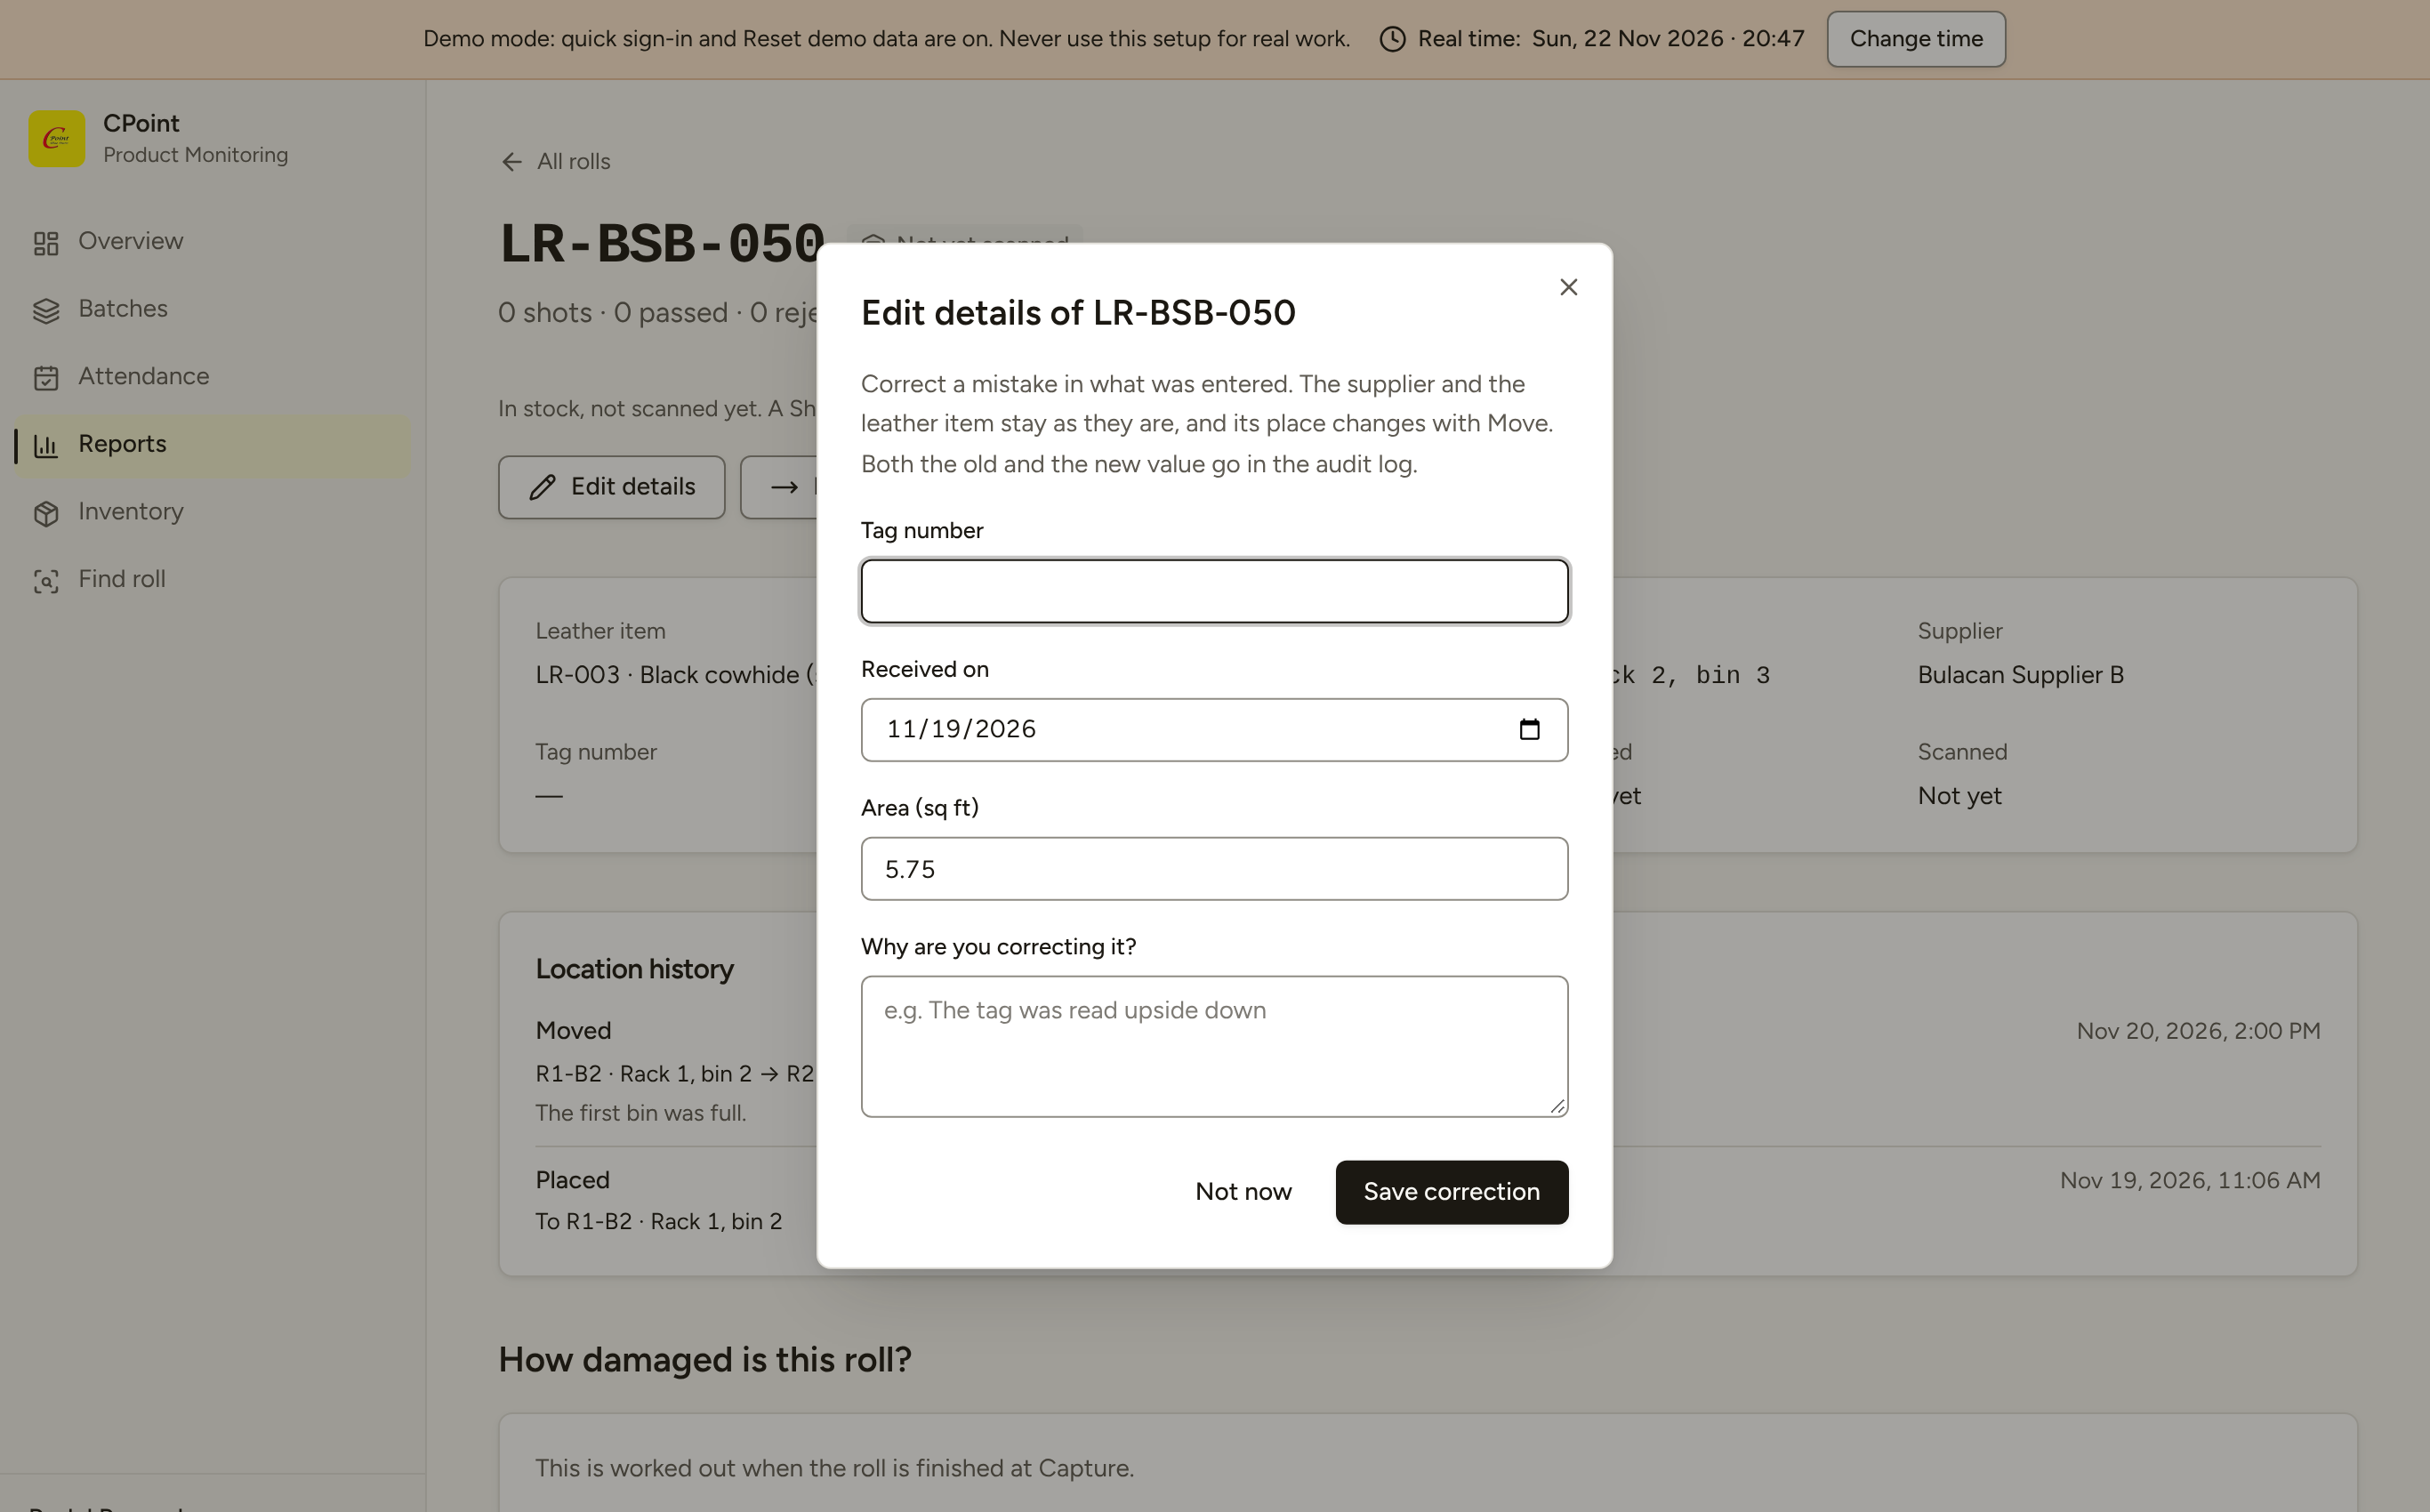 Demo mode: quick sign-in and Reset demo data are on. Never use this setup for real work.
Real time: Sun, 22 Nov 2026 · 20:47
Change time
CPoint
Product Monitoring
Overview
Batches
Attendance
Reports
Inventory
Find roll
All rolls
LR-BSB-050
0 shots · 0 passed · 0
In stock, not scanned yet. A
Edit details
Leather item
LR-003 · Black cowhide
2, bin 3
Supplier
Bulacan Supplier B
Tag number
—
Scanned
Not yet
Location history
Moved
Nov 20, 2026, 2:00 PM
R1-B2 · Rack 1, bin 2 → R2
The first bin was full.
Placed
Nov 19, 2026, 11:06 AM
To R1-B2 · Rack 1, bin 2
How damaged is this roll?
This is worked out when the roll is finished at Capture.
Edit details of LR-BSB-050
Correct a mistake in what was entered. The supplier and the
leather item stay as they are, and its place changes with Move.
Both the old and the new value go in the audit log.
Tag number
Received on
11/19/2026
Area (sq ft)
5.75
Why are you correcting it?
e.g. The tag was read upside down
Not now
Save correction